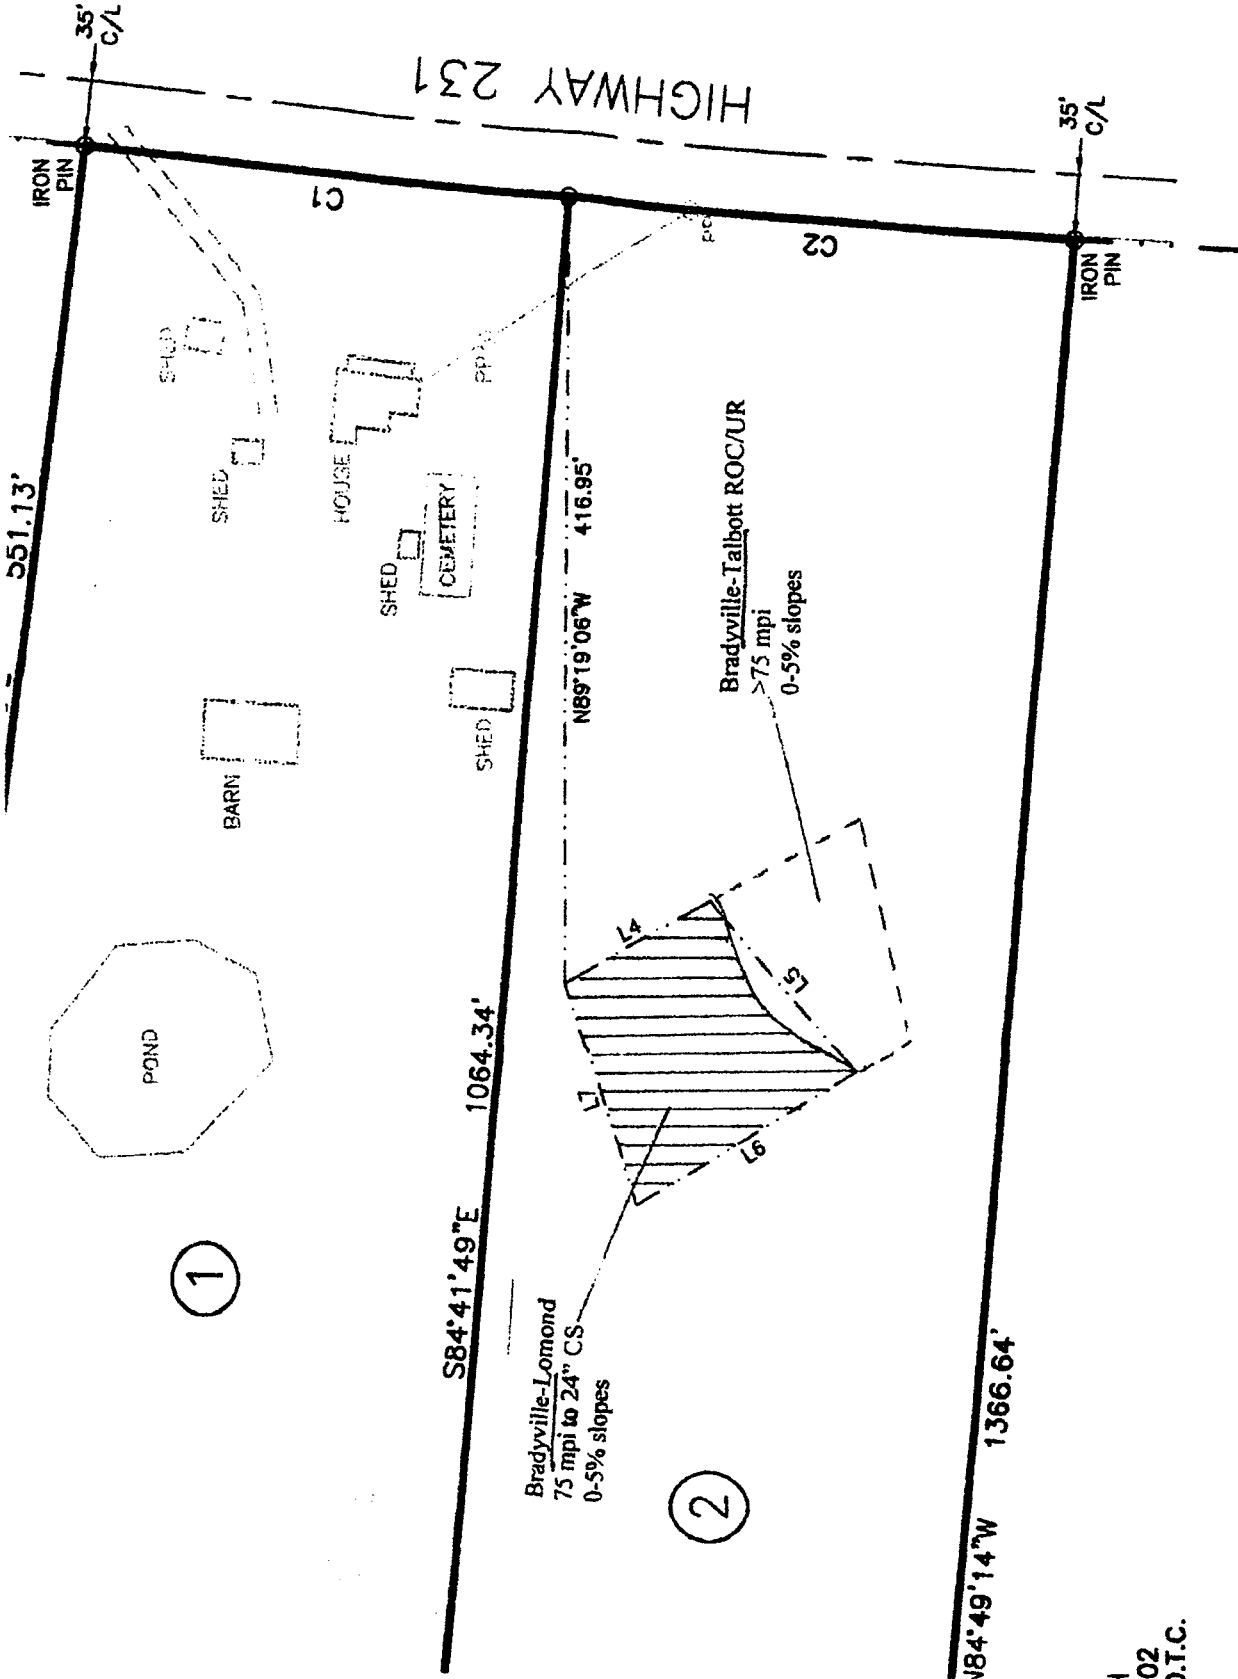 35'
C/L
HIGHWAY 231
IRON
PIN
C1
551.13'
SHED
SHED
HOUSE
PP
CEMETERY
SHED
SHED
BARN
POND
1
S84°41'49"E 1064.34'
N89°19'06"W 416.95'
PP
C2
35'
C/L
IRON
PIN
Bradyville-Talbott ROC/UR
>75 mpi
0-5% slopes
L4
L5
L6
L7
Bradyville-Lomond
75 mpi to 24" CS
0-5% slopes
2
N84°49'14"W 1366.64'
02
.T.C.